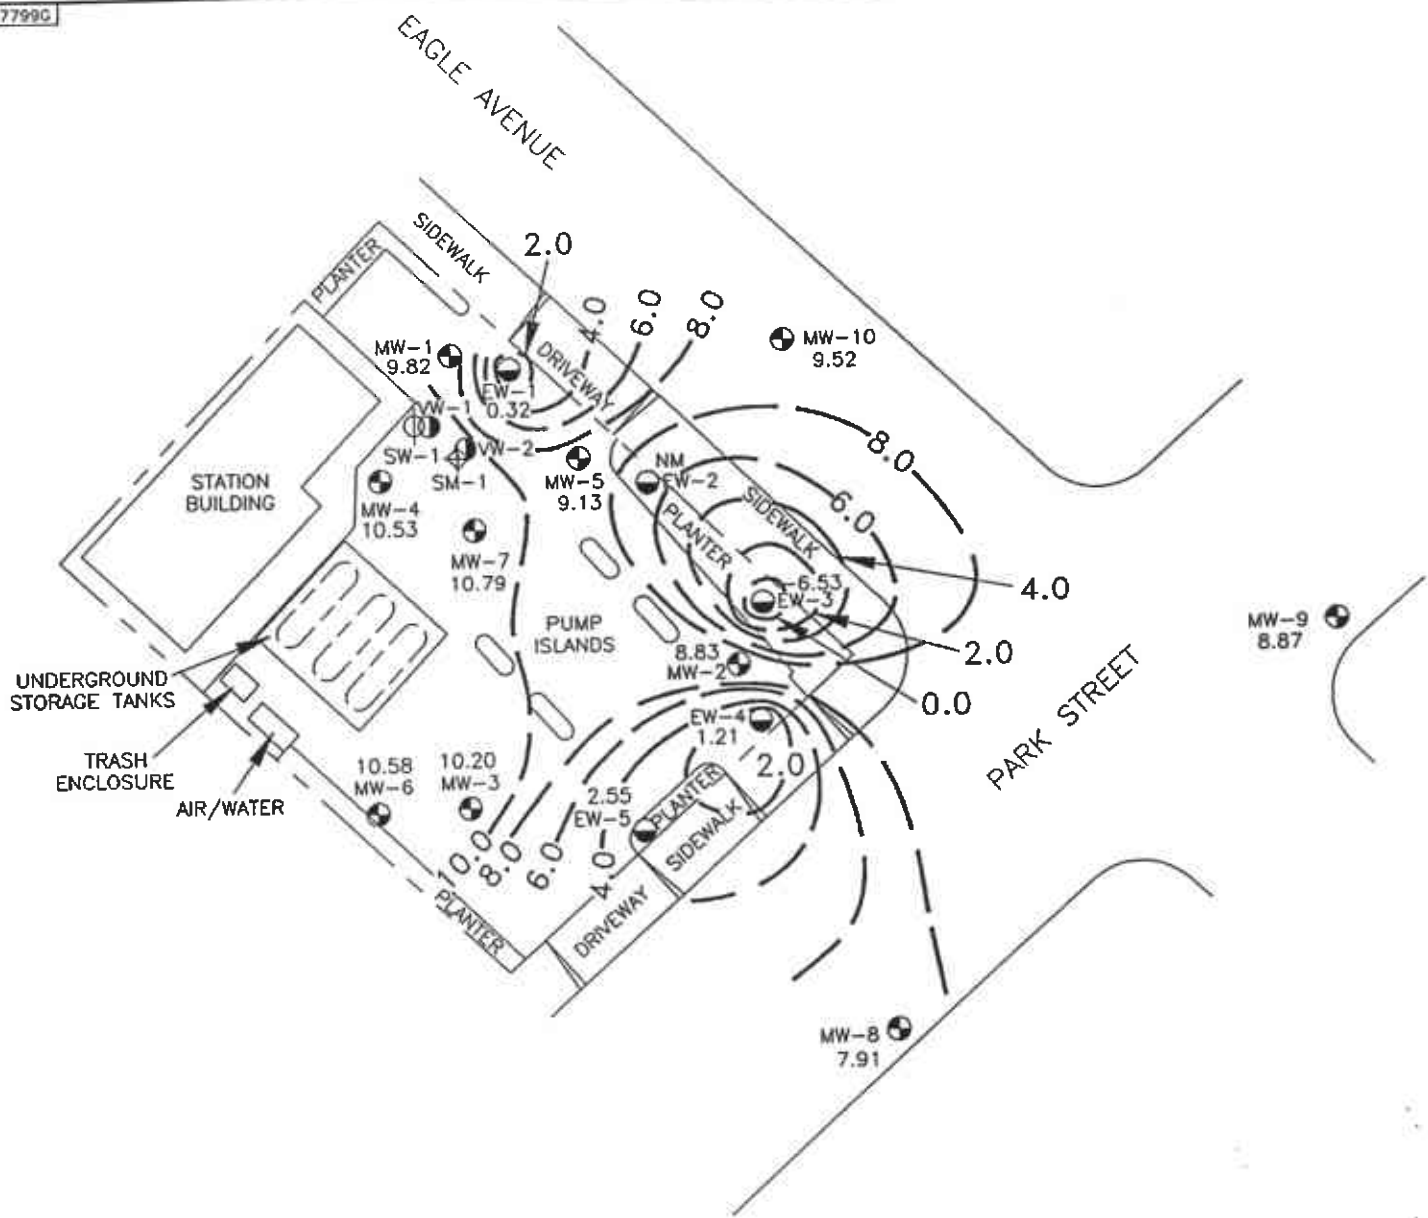 7799G
EAGLE AVENUE
SIDEWALK
PLANTER
2.0
4.0
6.0
8.0
MW-10
9.52
MW-1
9.82
DRIVEWAY
EW-1
0.32
VW-1
SW-1
VW-2
SM-1
STATION
BUILDING
MW-4
10.53
MW-7
10.79
MW-5
9.13
NM
EW-2
8.0
6.0
SIDEWALK
PLANTER
4.0
-6.53
EW-3
2.0
0.0
MW-9
8.87
PUMP
ISLANDS
8.83
MW-2
UNDERGROUND
STORAGE TANKS
TRASH
ENCLOSURE
AIR/WATER
EW-4
1.21
2.0
PARK STREET
10.58
MW-6
10.20
MW-3
2.55
EW-5
PLANTER
SIDEWALK
10.0
8.0
6.0
4.0
PLANTER
DRIVEWAY
MW-8
7.91